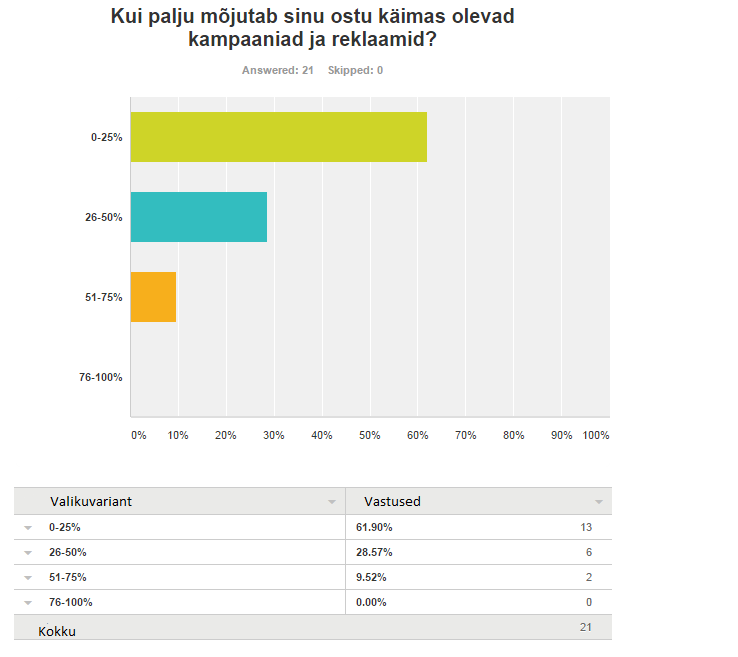 Kui palju mõjutab sinu ostu käimas olevad
kampaaniad ja reklaamid?
Answered: 21 Skipped: 0
0-25%
26-50%
51-75%
76-100%
0% 10% 20% 30% 40% 50% 60% 70% 80% 90% 100%
Valikuvariant Vastused
0-25% 61.90% 13
26-50% 28.57% 6
51-75% 9.52% 2
76-100% 0.00% 0
Kokku 21